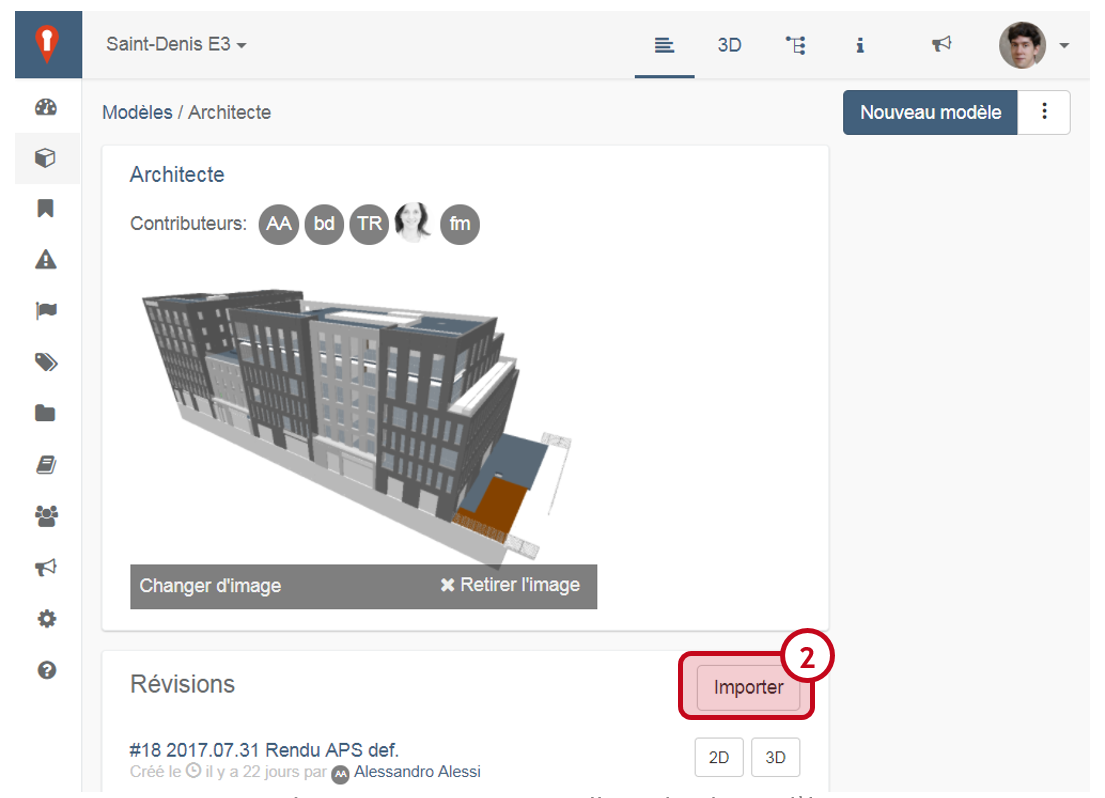 Saint-Denis E3
3D
Modèles / Architecte
Nouveau modèle
Architecte
Contributeurs: AA bd TR fm
Changer d'image
Retirer l'image
2
Révisions
Importer
#18 2017.07.31 Rendu APS def.
2D
3D
Créé le il y a 22 jours par AA Alessandro Alessi